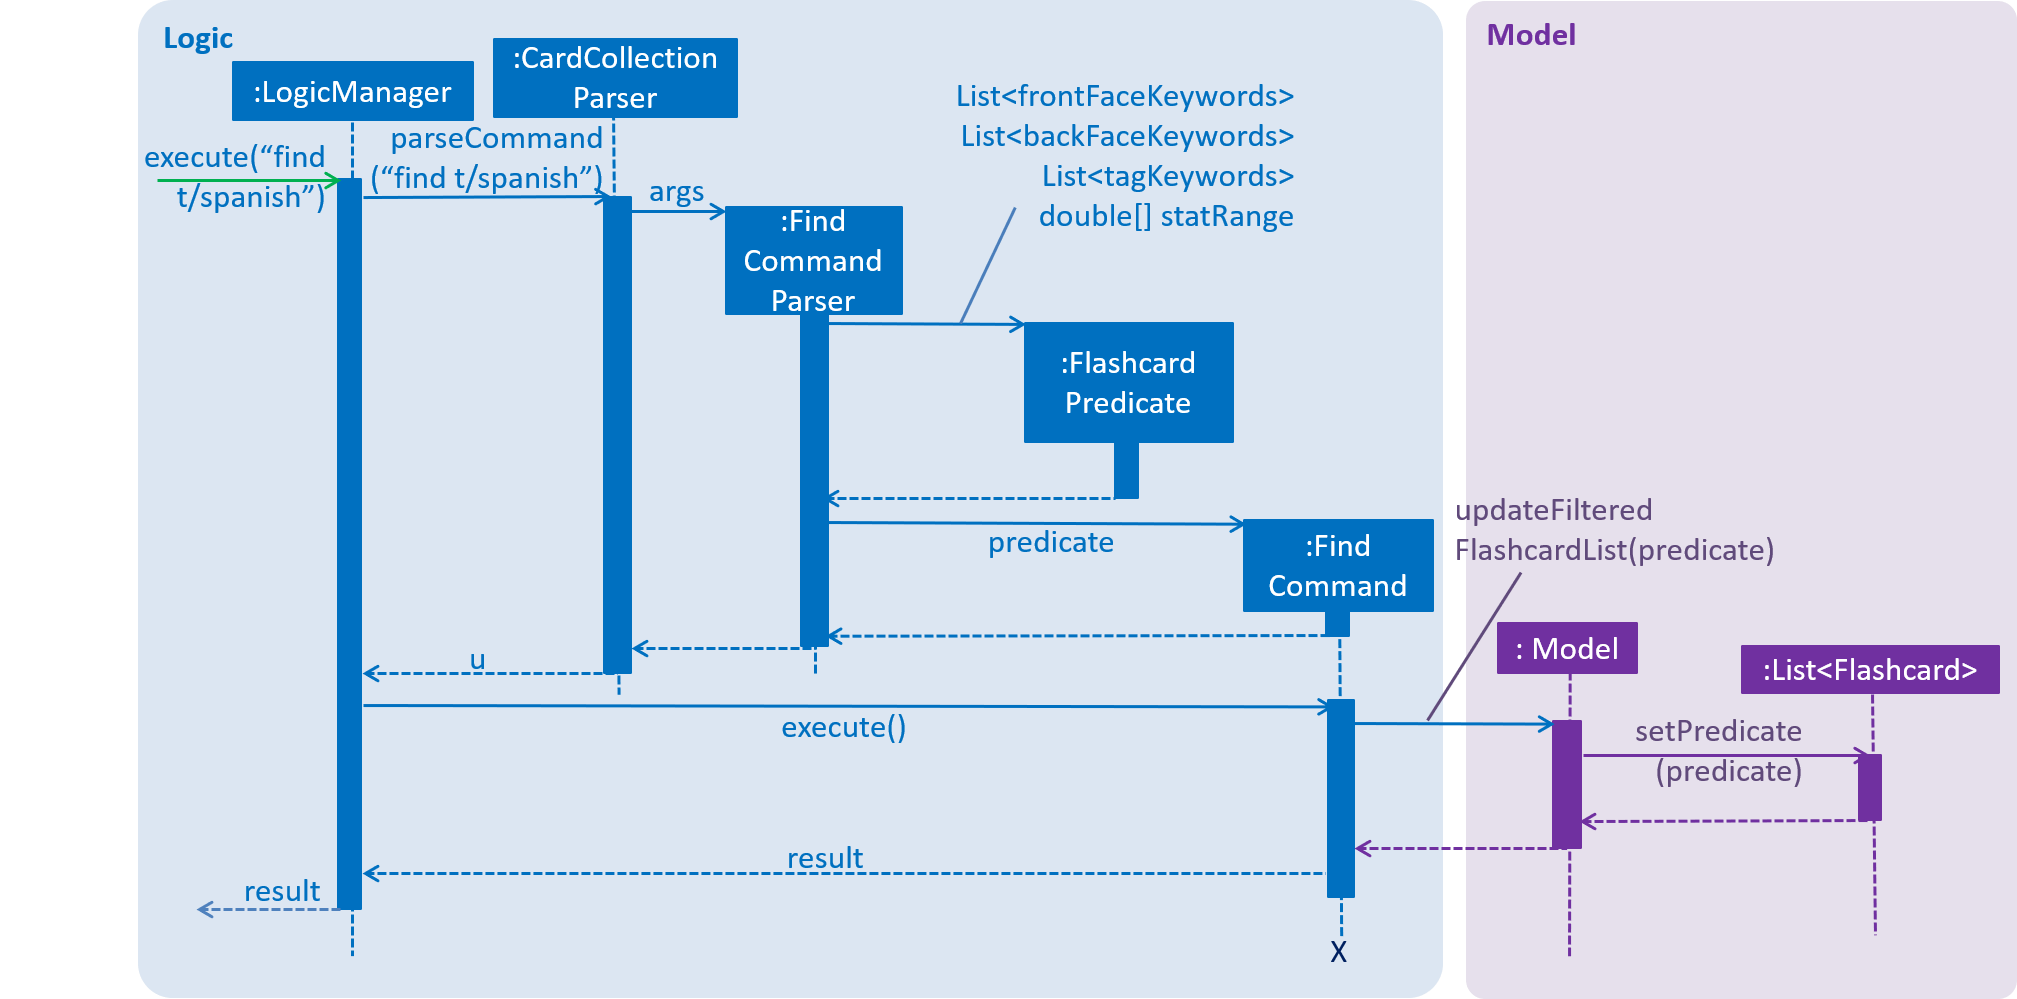 Logic
Model
:LogicManager
:CardCollection
Parser
List<frontFaceKeywords>
List<backFaceKeywords>
List<tagKeywords>
double[] statRange
parseCommand
(“find t/spanish”)
execute(“find
t/spanish”)
args
:Find
Command
Parser
:Flashcard
Predicate
predicate
:Find
Command
updateFiltered
FlashcardList(predicate)
: Model
:List<Flashcard>
u
execute()
setPredicate
(predicate)
result
result
X